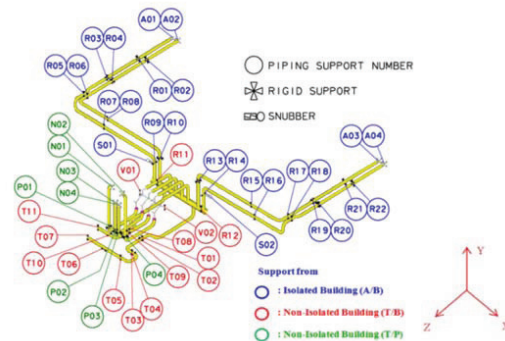 A01 A02
R03 R04
R05 R06
R01 R02
R07 R08
S01
R09 R10
R11
N02
N01
N03
N04
V01
P01
T11
T07
T10
T06
P02
P03
T05
T03
T04
P04
T09
T08
T01
T02
V02
R12
R13 R14
R15 R16
S02
R17 R18
R19 R20
R21 R22
A03 A04
PIPING SUPPORT NUMBER
RIGID SUPPORT
SNUBBER
Support from
: Isolated Building (A/B)
: Non-Isolated Building (T/B)
: Non-Isolated Building (T/P)
Y
Z
X